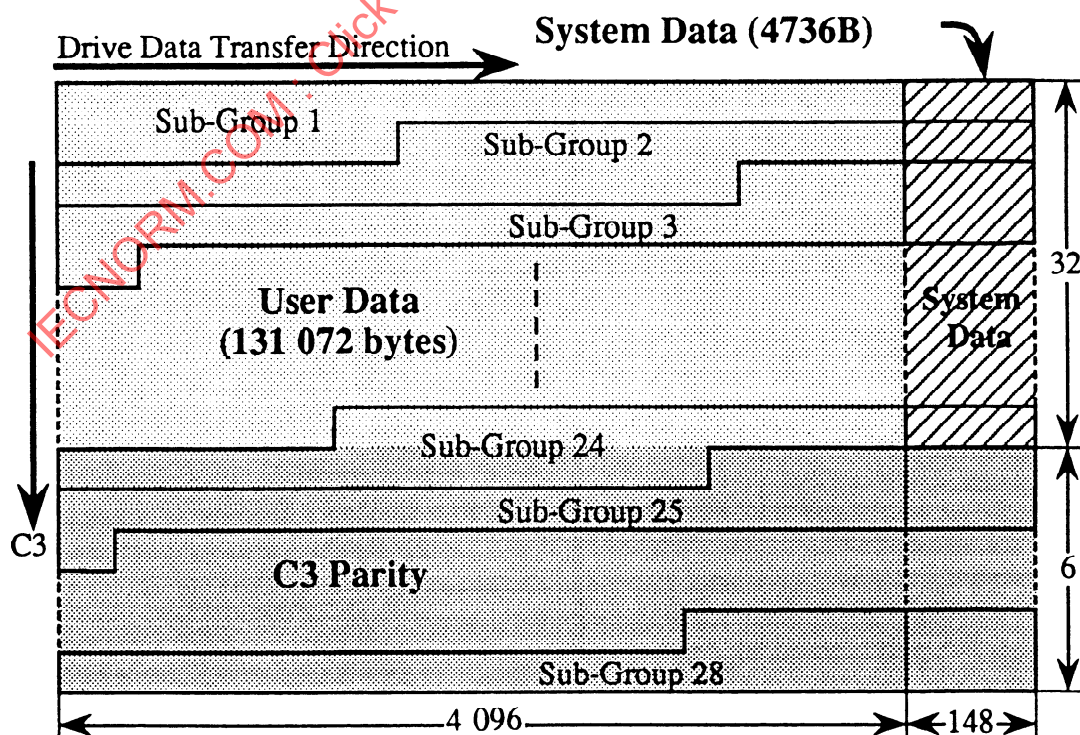 System Data (4736B)
Drive Data Transfer Direction
Sub-Group 1
Sub-Group 2
Sub-Group 3
32
User Data
(131 072 bytes)
System
Data
Sub-Group 24
Sub-Group 25
C3
6
C3 Parity
Sub-Group 28
4 096
148
IECNORM.COM : Click